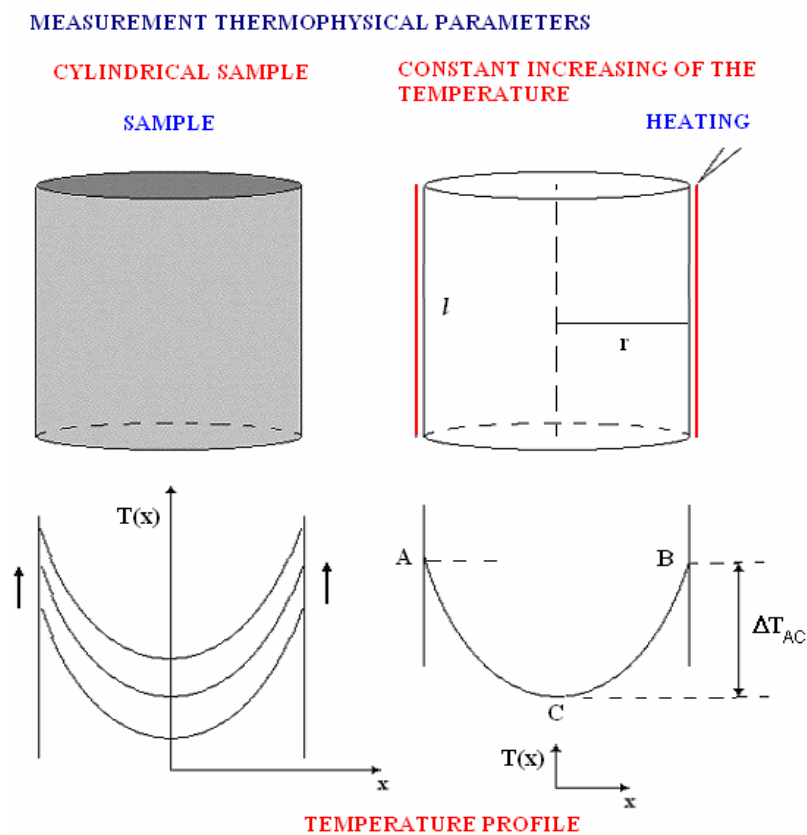 MEASUREMENT THERMOPHYSICAL PARAMETERS
CYLINDRICAL SAMPLE
SAMPLE
CONSTANT INCREASING OF THE
TEMPERATURE
HEATING
l
r
T(x)
x
A
B
C
ΔT_AC
T(x)
x
TEMPERATURE PROFILE